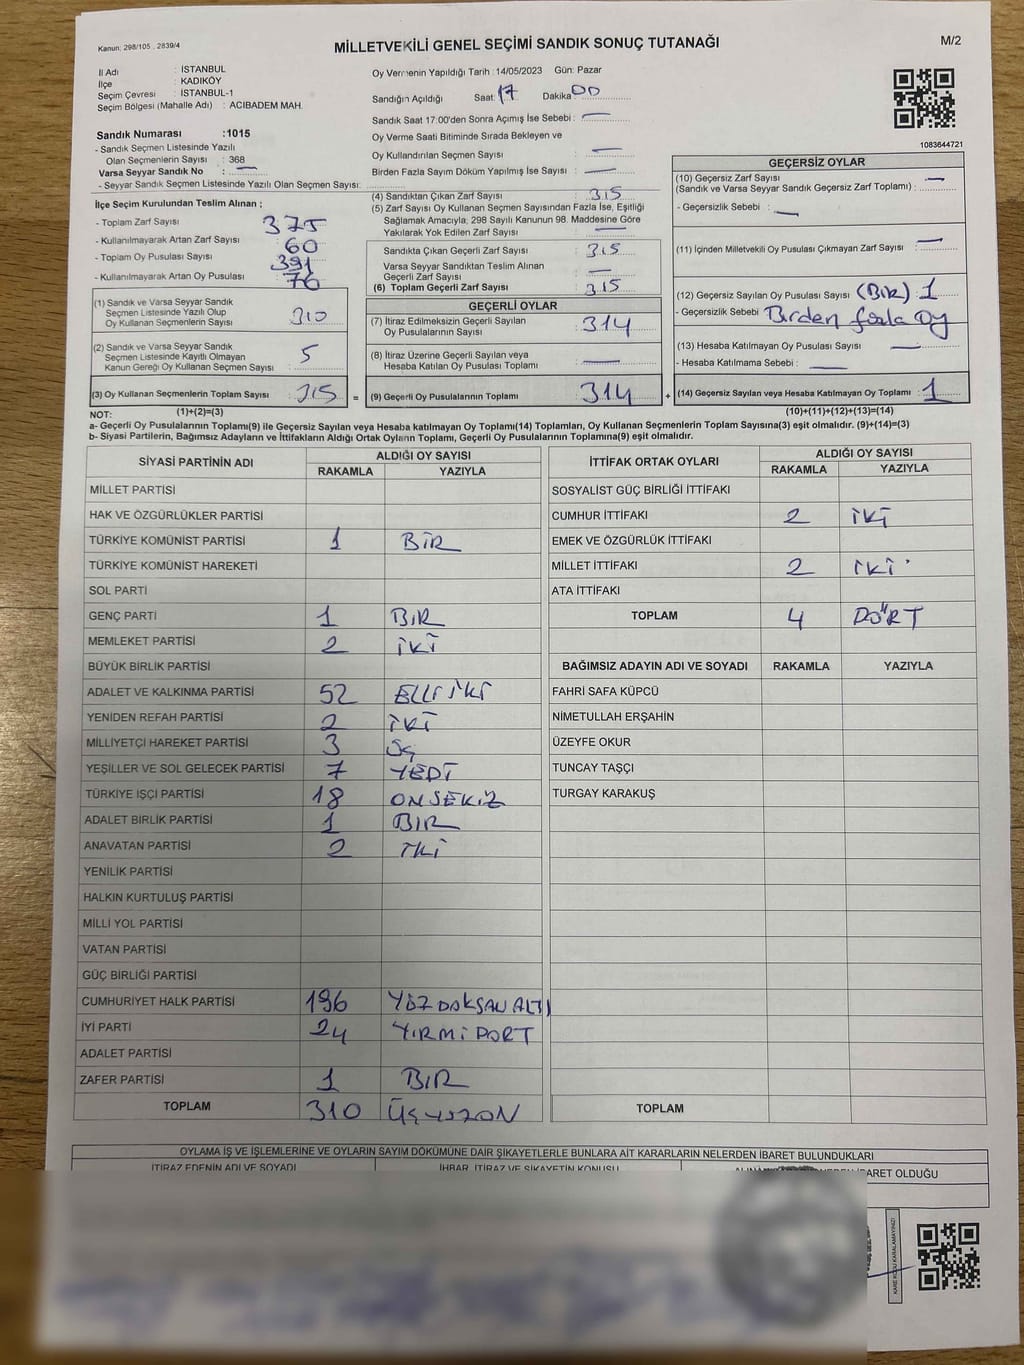 Kanun: 298/105 , 2839/4
MİLLETVEKİLİ GENEL SEÇİMİ SANDIK SONUÇ TUTANAĞI
M/2
İl Adı : İSTANBUL
İlçe : KADIKÖY
Seçim Çevresi : İSTANBUL-1
Seçim Bölgesi (Mahalle Adı) : ACIBADEM MAH.
Sandık Numarası :1015
- Sandık Seçmen Listesinde Yazılı
Olan Seçmenlerin Sayısı : 368
Varsa Seyyar Sandık No : —
- Seyyar Sandık Seçmen Listesinde Yazılı Olan Seçmen Sayısı:
Oy Vermenin Yapıldığı Tarih :14/05/2023 Gün: Pazar
Sandığın Açıldığı Saat: 17 Dakika 00
Sandık Saat 17:00'den Sonra Açımış İse Sebebi : —
Oy Verme Saati Bitiminde Sırada Bekleyen ve
Oy Kullandırılan Seçmen Sayısı —
Birden Fazla Sayım Döküm Yapılmış İse Sayısı —
1083644721
İlçe Seçim Kurulundan Teslim Alınan ;
- Toplam Zarf Sayısı 375
- Kullanılmayarak Artan Zarf Sayısı : 60
- Toplam Oy Pusulası Sayısı 391
- Kullanılmayarak Artan Oy Pusulası : 76
(1) Sandık ve Varsa Seyyar Sandık
Seçmen Listesinde Yazılı Olup
Oy Kullanan Seçmenlerin Sayısı : 310
(2) Sandık ve Varsa Seyyar Sandık
Seçmen Listesinde Kayıtlı Olmayan
Kanun Gereği Oy Kullanan Seçmen Sayısı : 5
(3) Oy Kullanan Seçmenlerin Toplam Sayısı : 315
(4) Sandıktan Çıkan Zarf Sayısı : 315
(5) Zarf Sayısı Oy Kullanan Seçmen Sayısından Fazla İse, Eşitliği
Sağlamak Amacıyla, 298 Sayılı Kanunun 98. Maddesine Göre
Yakılarak Yok Edilen Zarf Sayısı : —
Sandıkta Çıkan Geçerli Zarf Sayısı : 315
Varsa Seyyar Sandıktan Teslim Alınan
Geçerli Zarf Sayısı : —
(6) Toplam Geçerli Zarf Sayısı : 315
GEÇERLİ OYLAR
(7) İtiraz Edilmeksizin Geçerli Sayılan
Oy Pusulalarının Sayısı : 314
(8) İtiraz Üzerine Geçerli Sayılan veya
Hesaba Katılan Oy Pusulası Toplamı : —
= (9) Geçerli Oy Pusulalarının Toplamı : 314
GEÇERSİZ OYLAR
(10) Geçersiz Zarf Sayısı
(Sandık ve Varsa Seyyar Sandık Geçersiz Zarf Toplamı) : —
- Geçersizlik Sebebi : —
(11) İçinden Milletvekili Oy Pusulası Çıkmayan Zarf Sayısı : —
(12) Geçersiz Sayılan Oy Pusulası Sayısı (BİR) 1
- Geçersizlik Sebebi : Birden fazla oy
(13) Hesaba Katılmayan Oy Pusulası Sayısı —
- Hesaba Katılmama Sebebi : —
+ (14) Geçersiz Sayılan veya Hesaba Katılmayan Oy Toplamı : 1
NOT: (1)+(2)=(3)
(10)+(11)+(12)+(13)=(14)
a- Geçerli Oy Pusulalarının Toplamı(9) ile Geçersiz Sayılan veya Hesaba katılmayan Oy Toplamı(14) Toplamları, Oy Kullanan Seçmenlerin Toplam Sayısına(3) eşit olmalıdır. (9)+(14)=(3)
b- Siyasi Partilerin, Bağımsız Adayların ve İttifakların Aldığı Ortak Oyların Toplamı, Geçerli Oy Pusulalarının Toplamına(9) eşit olmalıdır.
SİYASİ PARTİNİN ADI ALDIĞI OY SAYISI
RAKAMLA YAZIYLA
MİLLET PARTİSİ
HAK VE ÖZGÜRLÜKLER PARTİSİ
TÜRKİYE KOMÜNİST PARTİSİ 1 BİR
TÜRKİYE KOMÜNİST HAREKETİ
SOL PARTİ
GENÇ PARTİ 1 BİR
MEMLEKET PARTİSİ 2 İKİ
BÜYÜK BİRLİK PARTİSİ
ADALET VE KALKINMA PARTİSİ 52 ELLİ İKİ
YENİDEN REFAH PARTİSİ 2 İKİ
MİLLİYETÇİ HAREKET PARTİSİ 3 ÜÇ
YEŞİLLER VE SOL GELECEK PARTİSİ 7 YEDİ
TÜRKİYE İŞÇİ PARTİSİ 18 ONSEKİZ
ADALET BİRLİK PARTİSİ 1 BIR
ANAVATAN PARTİSİ 2 İKİ
YENİLİK PARTİSİ
HALKIN KURTULUŞ PARTİSİ
MİLLİ YOL PARTİSİ
VATAN PARTİSİ
GÜÇ BİRLİĞİ PARTİSİ
CUMHURİYET HALK PARTİSİ 196 YÜZ DOKSAN ALTI
İYİ PARTİ 24 YİRMİ DÖRT
ADALET PARTİSİ
ZAFER PARTİSİ 1 BIR
TOPLAM 310 ÜÇYÜZON
İTTİFAK ORTAK OYLARI ALDIĞI OY SAYISI
RAKAMLA YAZIYLA
SOSYALİST GÜÇ BİRLİĞİ İTTİFAKI
CUMHUR İTTİFAKI 2 İKİ
EMEK VE ÖZGÜRLÜK İTTİFAKI
MİLLET İTTİFAKI 2 İKİ
ATA İTTİFAKI
TOPLAM 4 DÖRT
BAĞIMSIZ ADAYIN ADI VE SOYADI RAKAMLA YAZIYLA
FAHRİ SAFA KÜPCÜ
NİMETULLAH ERŞAHİN
ÜZEYFE OKUR
TUNCAY TAŞÇI
TURGAY KARAKUŞ
TOPLAM
OYLAMA İŞ VE İŞLEMLERİNE VE OYLARIN SAYIM DÖKÜMÜNE DAİR ŞİKAYETLERLE BUNLARA AİT KARARLARIN NELERDEN İBARET BULUNDUKLARI
İTİRAZ EDENİN ADI VE SOYADI İHBAR, İTİRAZ VE ŞİKAYETİN KONUSU İBARET OLDUĞU
KARE KODU KARALAMAYINIZ!